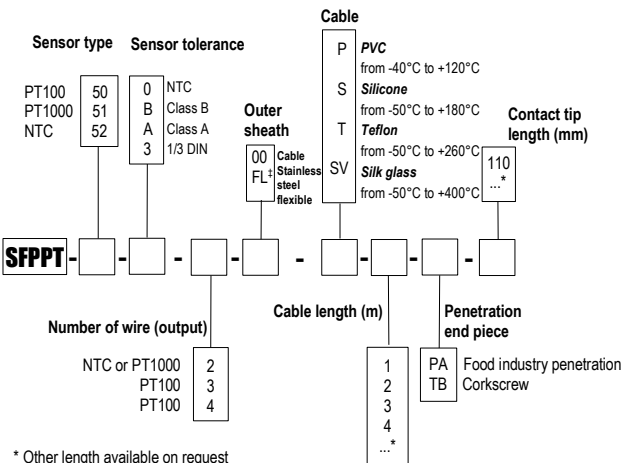 Cable
Sensor type
Sensor tolerance
PT100 50
PT1000 51
NTC 52
0 NTC
B Class B
A Class A
3 1/3 DIN
Outer
sheath
00 Cable
FL‡ Stainless
steel
flexible
P PVC
from -40°C to +120°C
S Silicone
from -50°C to +180°C
T Teflon
from -50°C to +260°C
SV Silk glass
from -50°C to +400°C
Contact tip
length (mm)
110
...*
SFPPT - - - - - - - -
Number of wire (output)
NTC or PT1000 2
PT100 3
PT100 4
Cable length (m)
1
2
3
4
...*
Penetration
end piece
PA Food industry penetration
TB Corkscrew
* Other length available on request